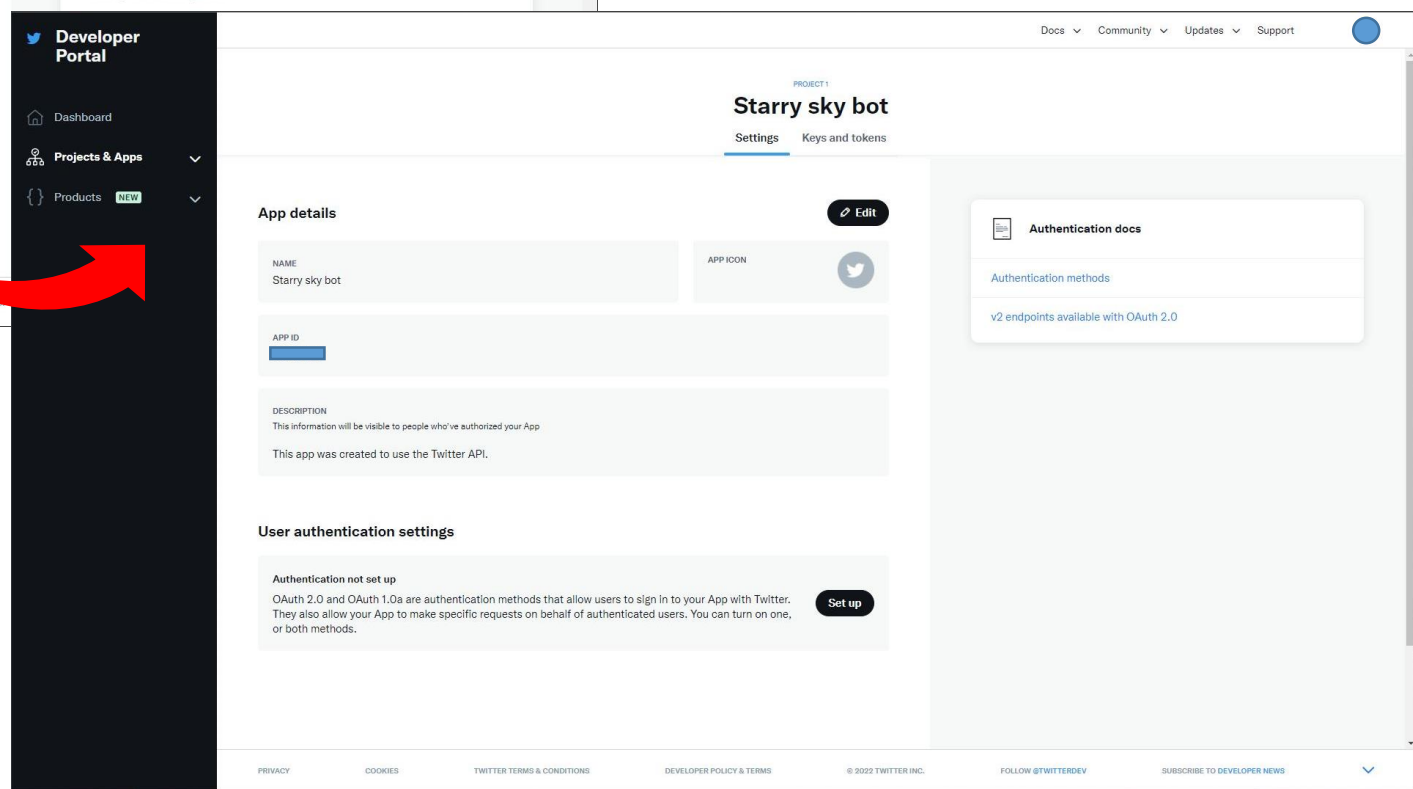 Developer
Portal
Docs Community Updates Support
Dashboard
Projects & Apps
Products NEW
PROJECT 1
Starry sky bot
Settings Keys and tokens
App details
Edit
NAME
Starry sky bot
APP ICON
APP ID
DESCRIPTION
This information will be visible to people who've authorized your App
This app was created to use the Twitter API.
User authentication settings
Authentication not set up
OAuth 2.0 and OAuth 1.0a are authentication methods that allow users to sign in to your App with Twitter.
They also allow your App to make specific requests on behalf of authenticated users. You can turn on one,
or both methods.
Set up
Authentication docs
Authentication methods
v2 endpoints available with OAuth 2.0
PRIVACY COOKIES TWITTER TERMS & CONDITIONS DEVELOPER POLICY & TERMS © 2022 TWITTER INC. FOLLOW @TWITTERDEV SUBSCRIBE TO DEVELOPER NEWS